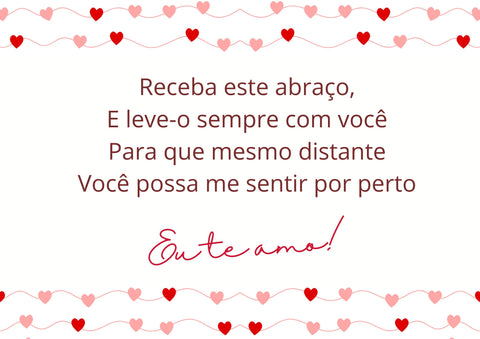 Receba este abraço,
E leve-o sempre com você
Para que mesmo distante
Você possa me sentir por perto
Eu te amo!